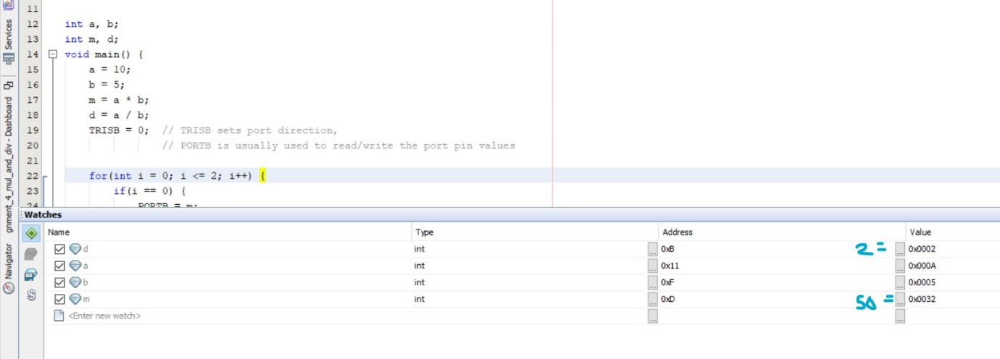 Services
gnment_4_mul_and_div - Dashboard
Navigator
11
12 int a, b;
13 int m, d;
14 void main() {
15 a = 10;
16 b = 5;
17 m = a * b;
18 d = a / b;
19 TRISB = 0; // TRISB sets port direction,
20 // PORTB is usually used to read/write the port pin values
21
22 for(int i = 0; i <= 2; i++) {
23 if(i == 0) {
24 PORTB = m;
Watches
Name Type Address Value
d int ... 0xB 2 = ... 0x0002
a int ... 0x11 ... 0x000A
b int ... 0xF ... 0x0005
m int ... 0xD 50 = ... 0x0032
<Enter new watch> ... ...